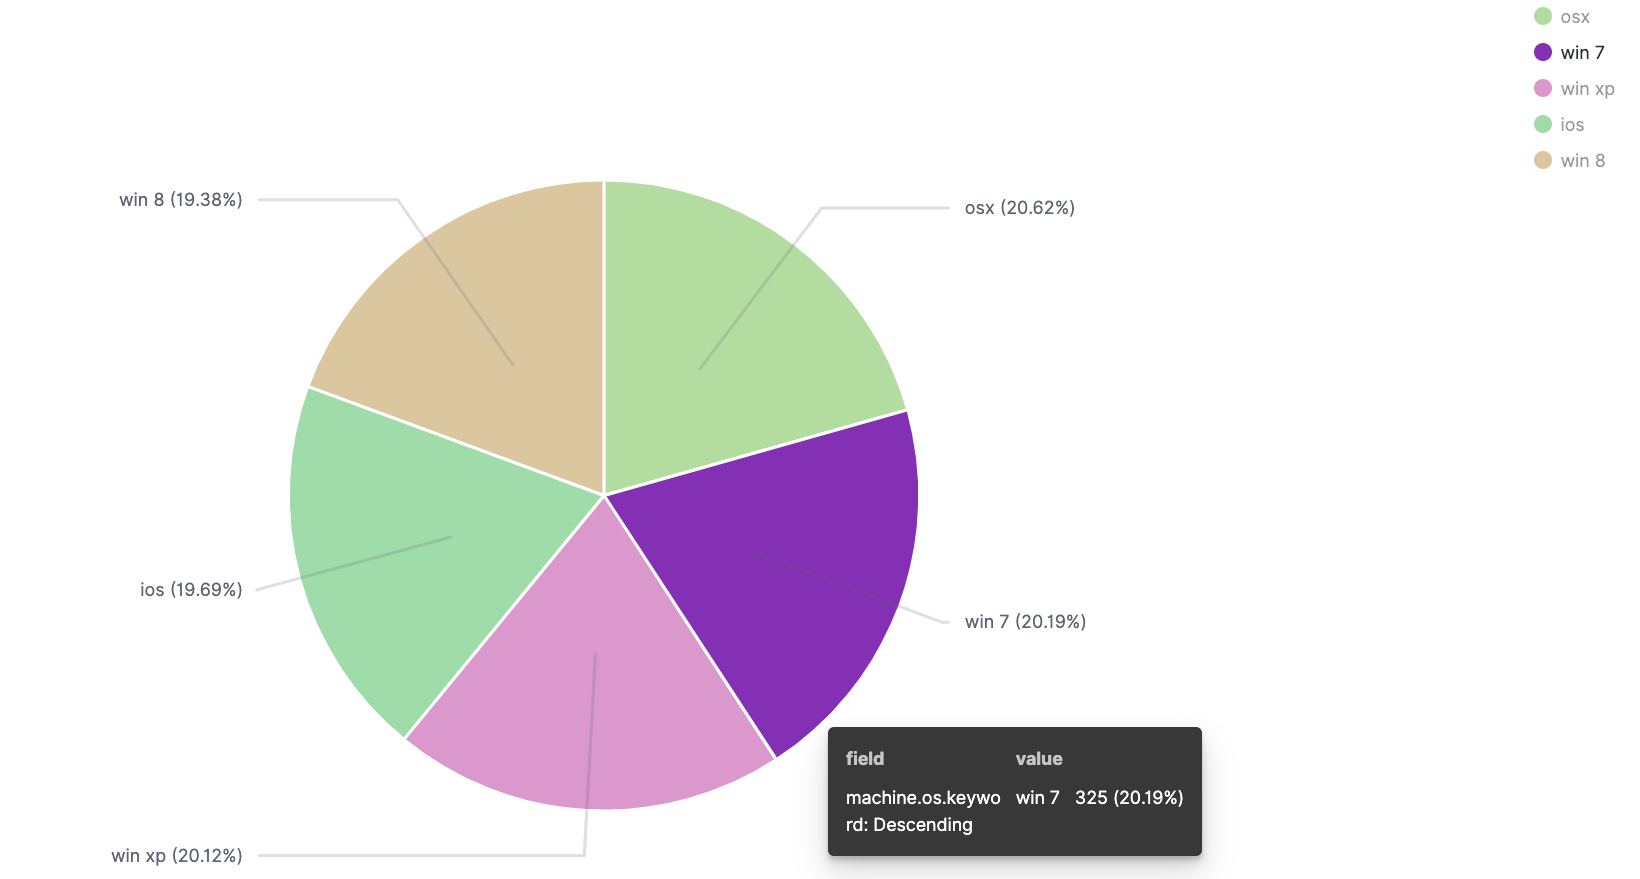 osx
win 7
win xp
ios
win 8
win 8 (19.38%)
osx (20.62%)
ios (19.69%)
win 7 (20.19%)
win xp (20.12%)
field value
machine.os.keywo win 7 325 (20.19%)
rd: Descending